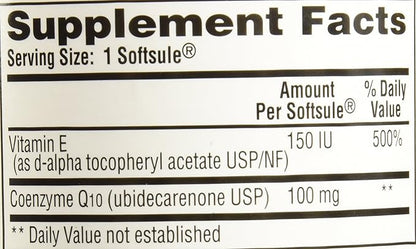 Supplement Facts
Serving Size: 1 Softsule®
Amount % Daily
Per Softsule® Value
Vitamin E 150 IU 500%
(as d-alpha tocopheryl acetate USP/NF)
Coenzyme Q10 (ubidecarenone USP) 100 mg **
** Daily Value not established